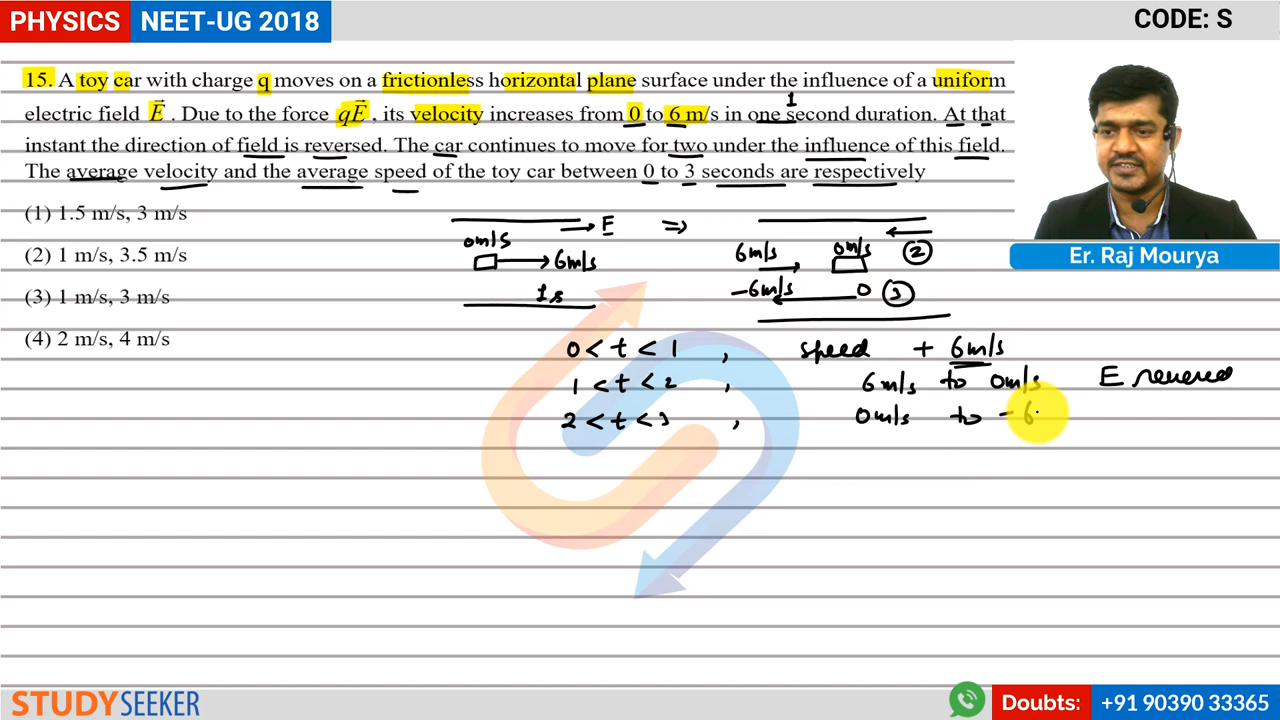 PHYSICS NEET-UG 2018
CODE: S
15. A toy car with charge q moves on a frictionless horizontal plane surface under the influence of a uniform
electric field E⃗ . Due to the force qE⃗ , its velocity increases from 0 to 6 m/s in one second duration. At that
1
instant the direction of field is reversed. The car continues to move for two under the influence of this field.
The average velocity and the average speed of the toy car between 0 to 3 seconds are respectively
(1) 1.5 m/s, 3 m/s
(2) 1 m/s, 3.5 m/s
(3) 1 m/s, 3 m/s
(4) 2 m/s, 4 m/s
→ E ⇒
0m/s → 6m/s
1s
6m/s 0m/s 2
-6m/s 0 3
Er. Raj Mourya
0 < t < 1 , speed + 6m/s
1 < t < 2 , 6m/s to 0m/s E reversed
2 < t < 3 , 0m/s to - 6
STUDYSEEKER
Doubts: +91 90390 33365